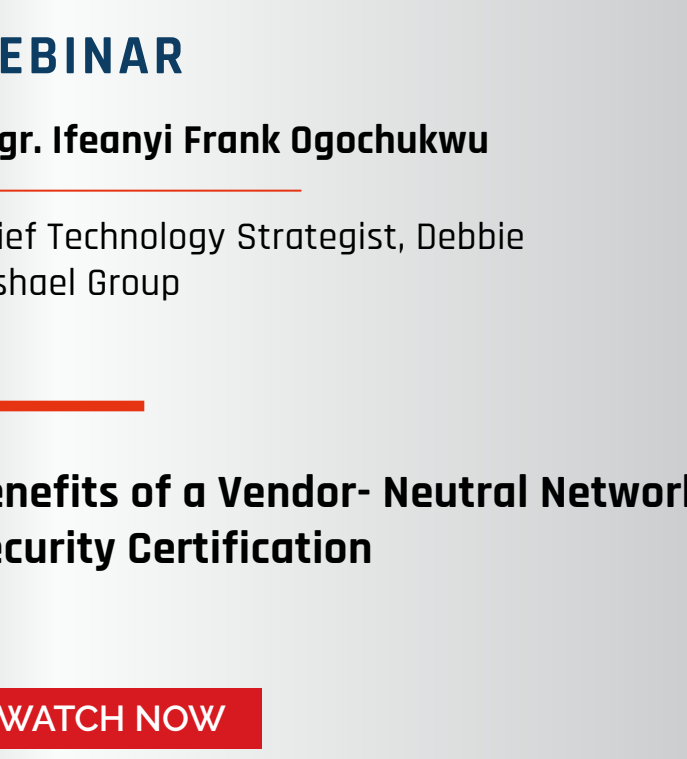 EBINAR
gr. Ifeanyi Frank Ogochukwu
ief Technology Strategist, Debbie
shael Group
enefits of a Vendor- Neutral Network
ecurity Certification
WATCH NOW